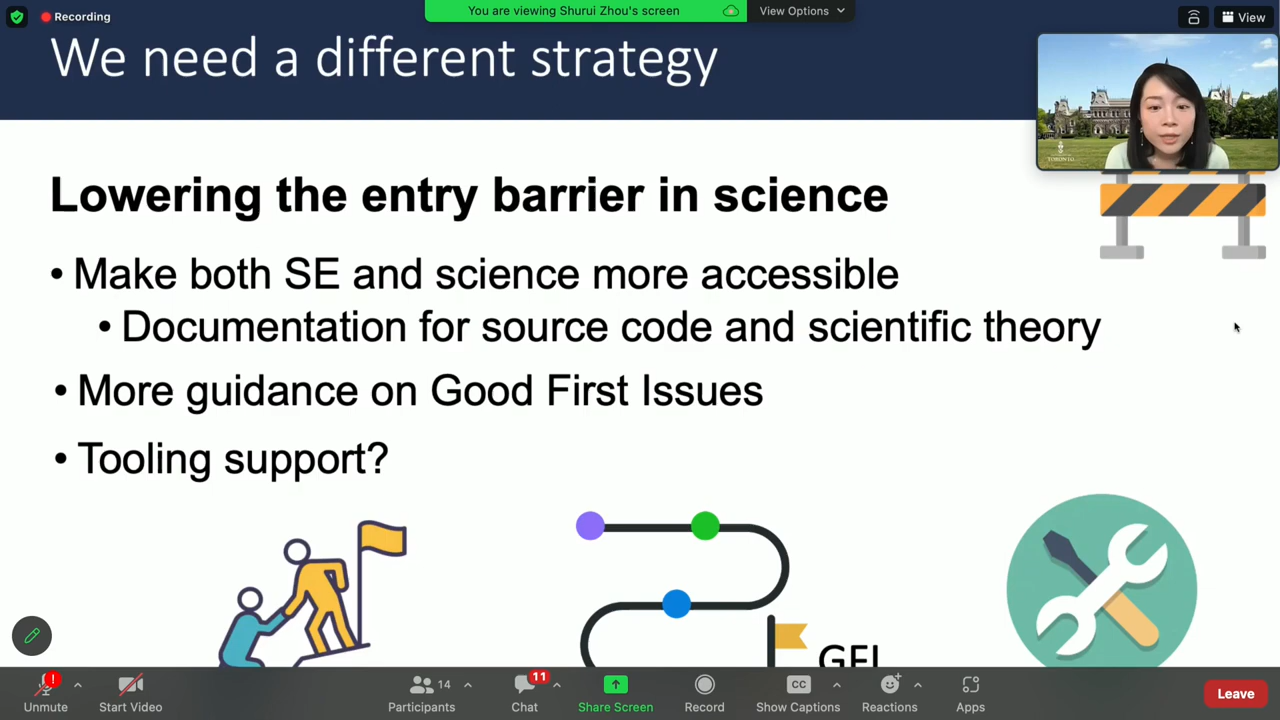 Recording
You are viewing Shurui Zhou's screen
View Options
View
We need a different strategy
TORONTO
Lowering the entry barrier in science
• Make both SE and science more accessible
• Documentation for source code and scientific theory
• More guidance on Good First Issues
• Tooling support?
GFI
Unmute
Start Video
14
Participants
11
Chat
Share Screen
Record
CC
Show Captions
Reactions
Apps
Leave